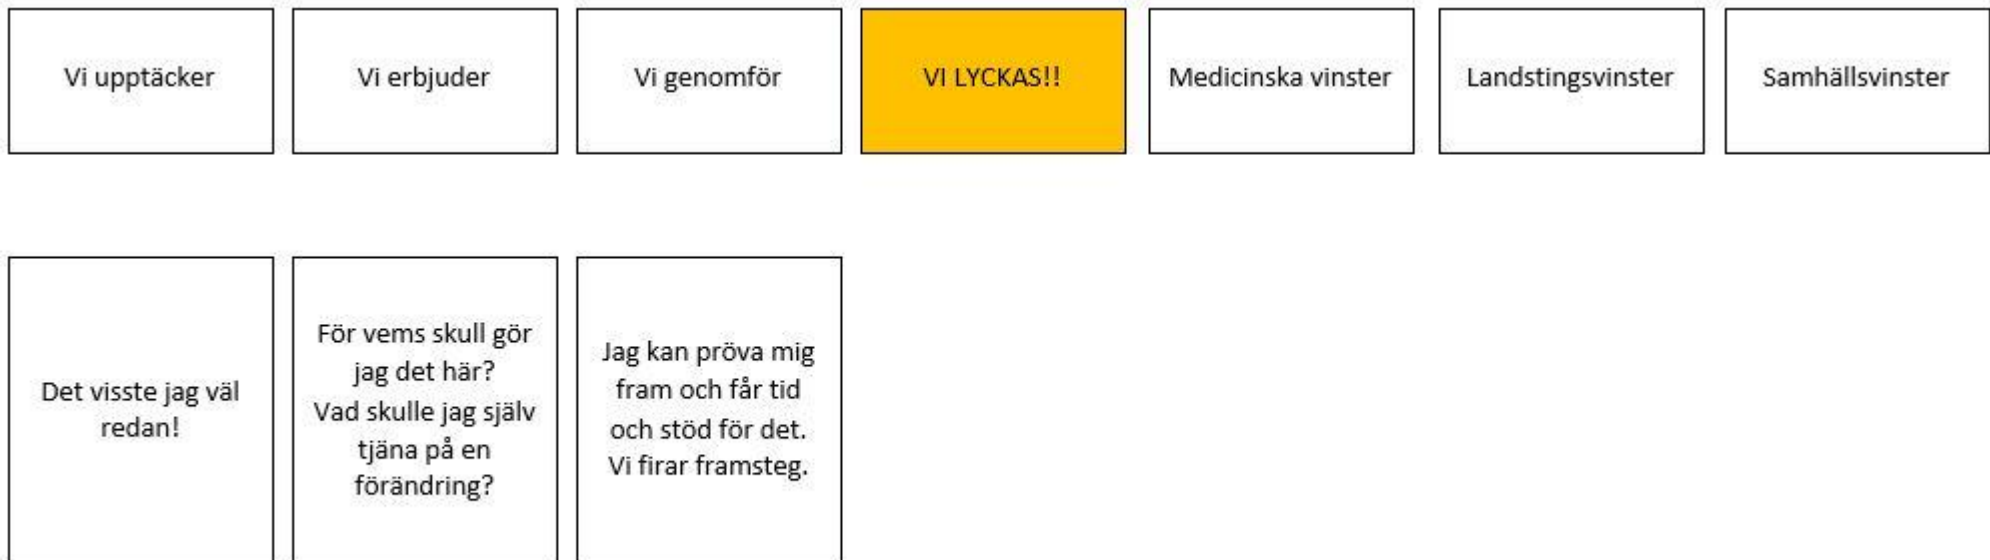 Vi upptäcker
Vi erbjuder
Vi genomför
VI LYCKAS!!
Medicinska vinster
Landstingsvinster
Samhällsvinster
Det visste jag väl
redan!
För vems skull gör
jag det här?
Vad skulle jag själv
tjäna på en
förändring?
Jag kan pröva mig
fram och får tid
och stöd för det.
Vi firar framsteg.